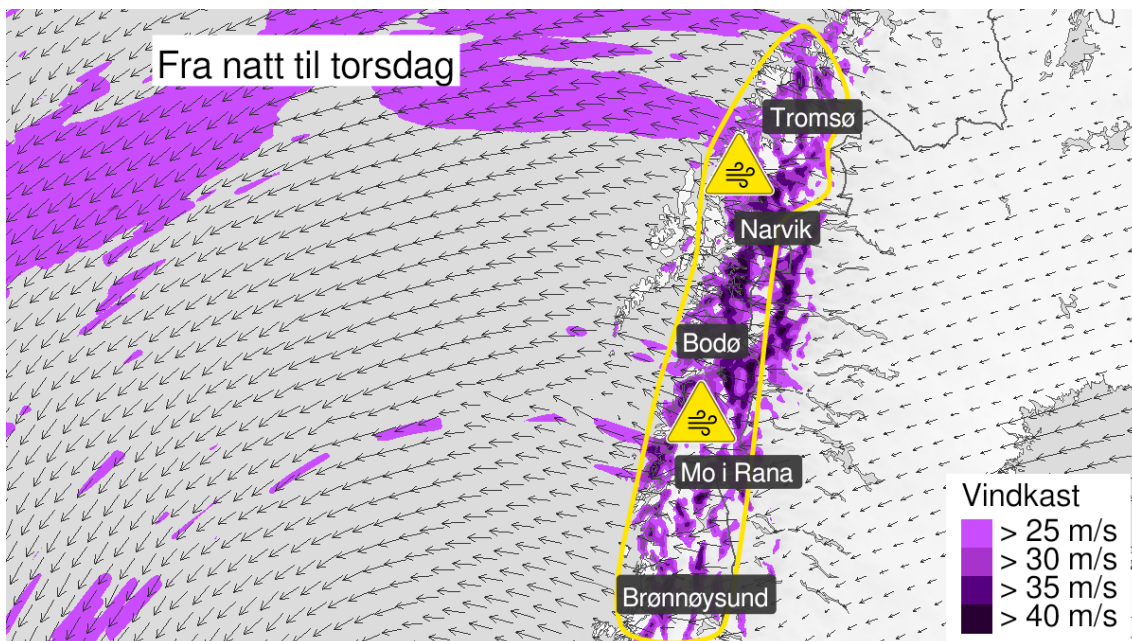 Fra natt til torsdag
Tromsø
Narvik
Bodø
Mo i Rana
Brønnøysund
Vindkast
> 25 m/s
> 30 m/s
> 35 m/s
> 40 m/s